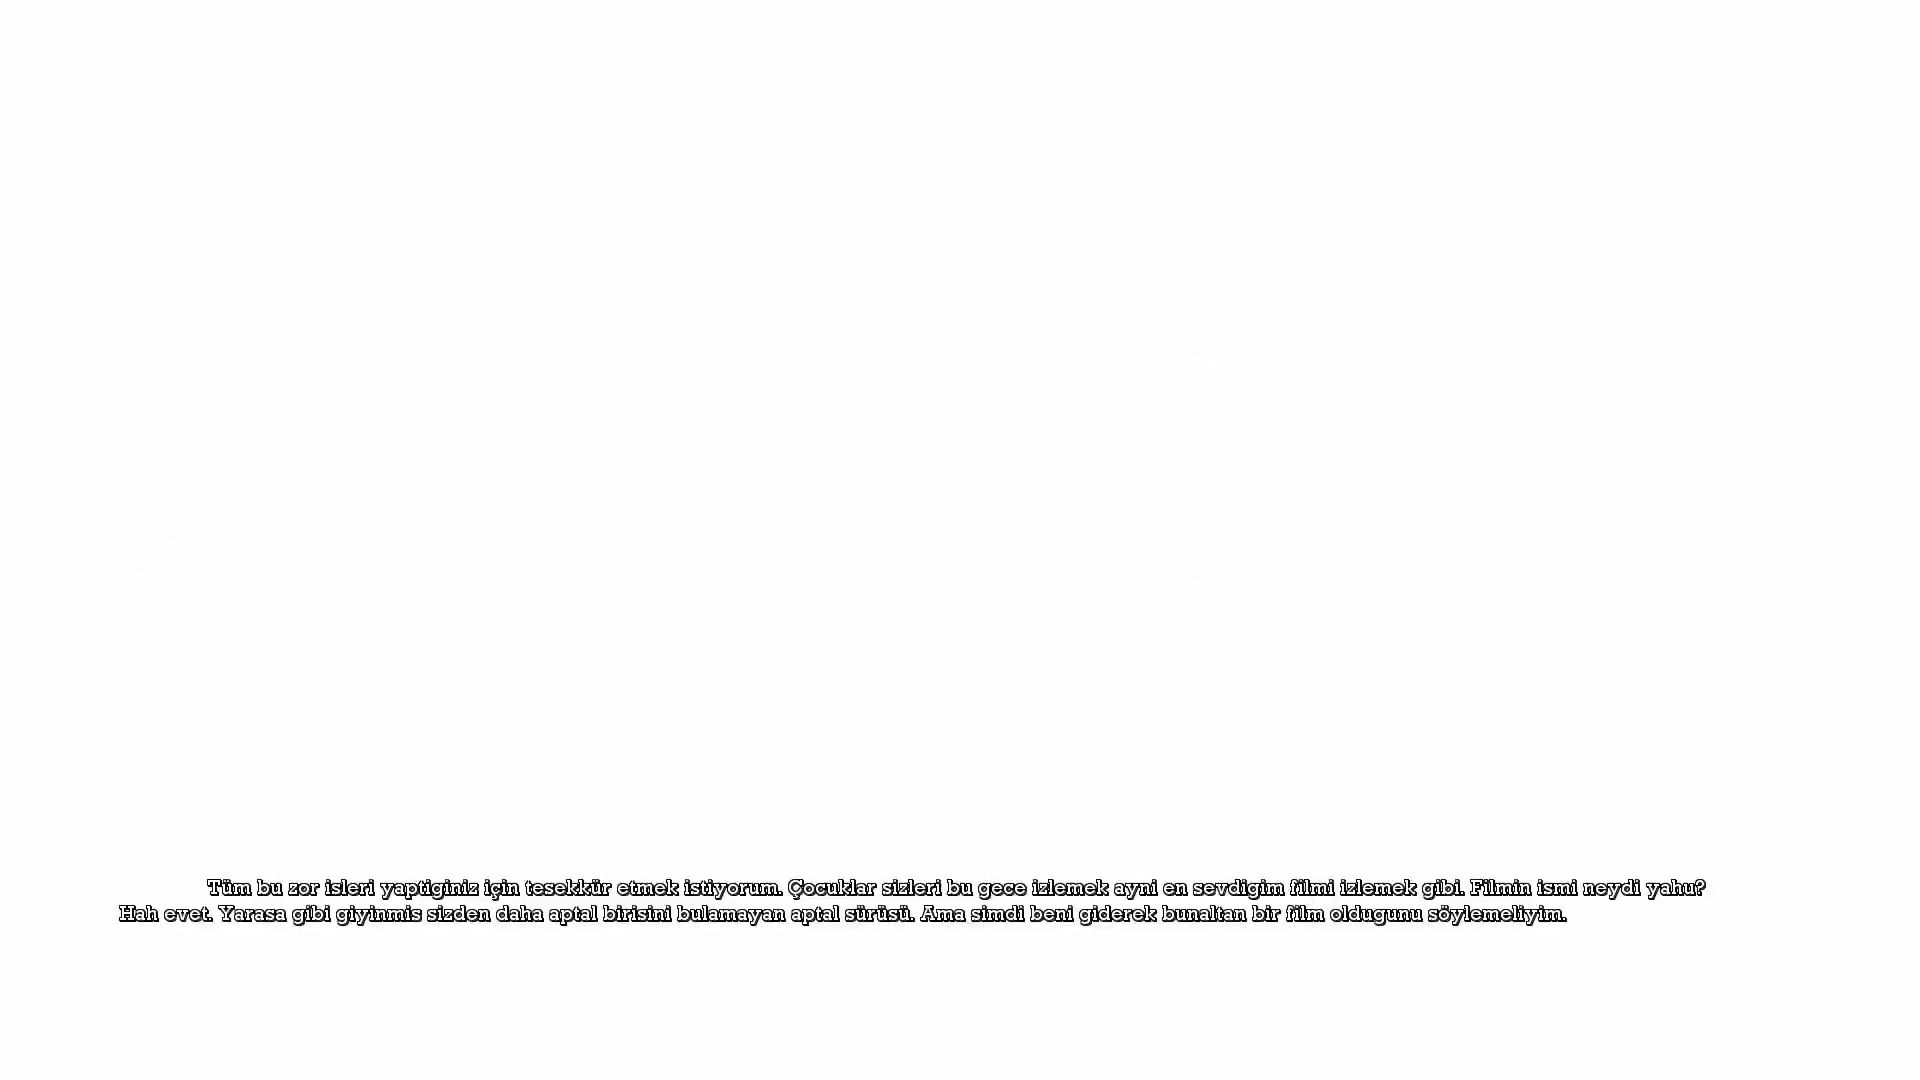 Tüm bu zor isleri yaptiginiz için tesekkür etmek istiyorum. Çocuklar sizleri bu gece izlemek ayni en sevdigim filmi izlemek gibi. Filmin ismi neydi yahu?
Hah evet. Yarasa gibi giyinmis sizden daha aptal birisini bulamayan aptal sürüsü. Ama simdi beni giderek bunaltan bir film oldugunu söylemeliyim.